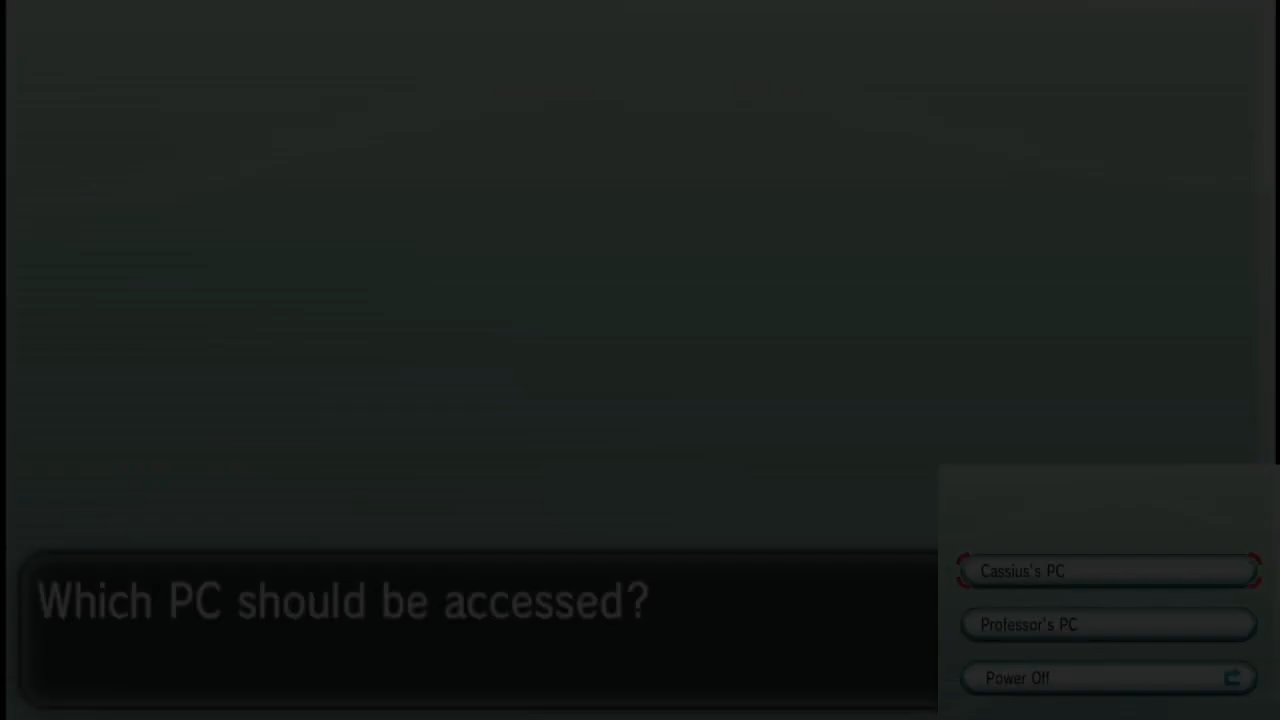 Which PC should be accessed?
Cassius's PC
Professor's PC
Power Off